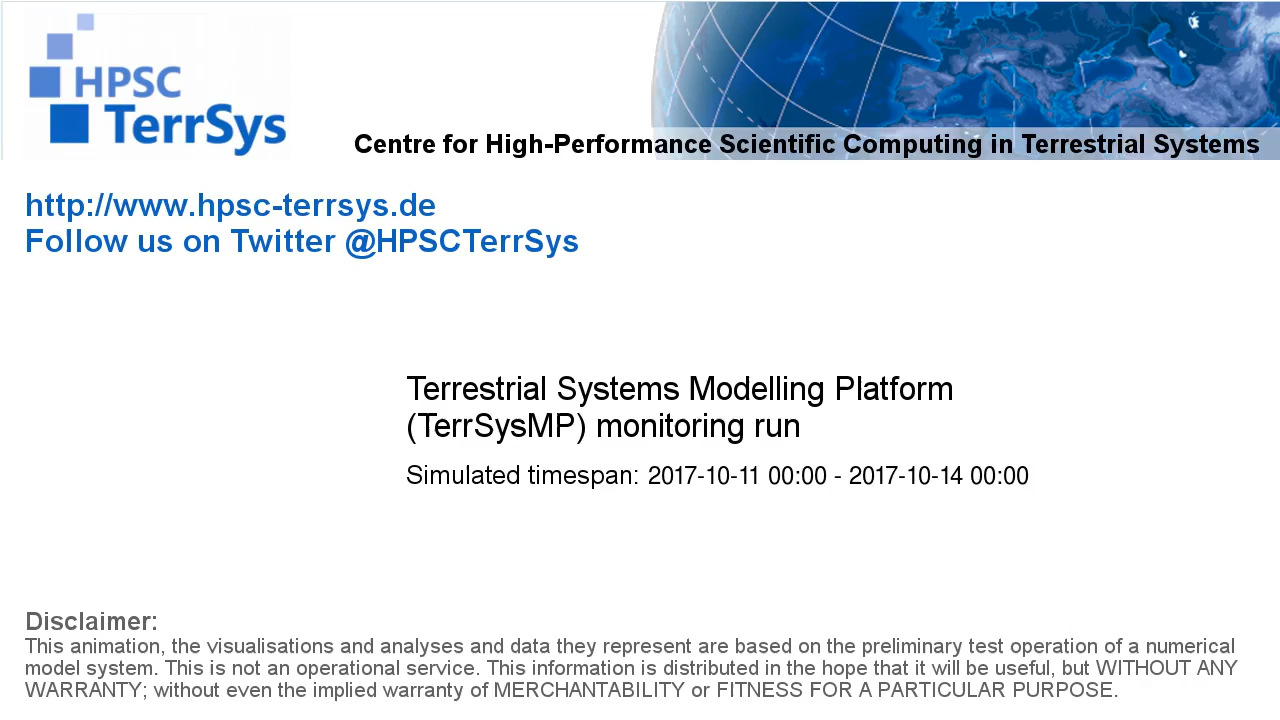 HPSC
TerrSys
Centre for High-Performance Scientific Computing in Terrestrial Systems
http://www.hpsc-terrsys.de
Follow us on Twitter @HPSCTerrSys
Terrestrial Systems Modelling Platform
(TerrSysMP) monitoring run
Simulated timespan: 2017-10-11 00:00 - 2017-10-14 00:00
Disclaimer:
This animation, the visualisations and analyses and data they represent are based on the preliminary test operation of a numerical
model system. This is not an operational service. This information is distributed in the hope that it will be useful, but WITHOUT ANY
WARRANTY; without even the implied warranty of MERCHANTABILITY or FITNESS FOR A PARTICULAR PURPOSE.